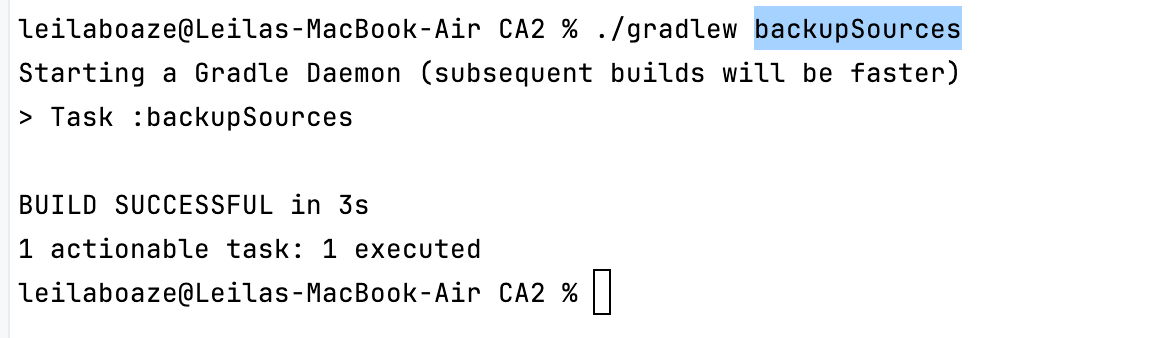 leilaboaze@Leilas-MacBook-Air CA2 % ./gradlew backupSources
Starting a Gradle Daemon (subsequent builds will be faster)
> Task :backupSources
BUILD SUCCESSFUL in 3s
1 actionable task: 1 executed
leilaboaze@Leilas-MacBook-Air CA2 %